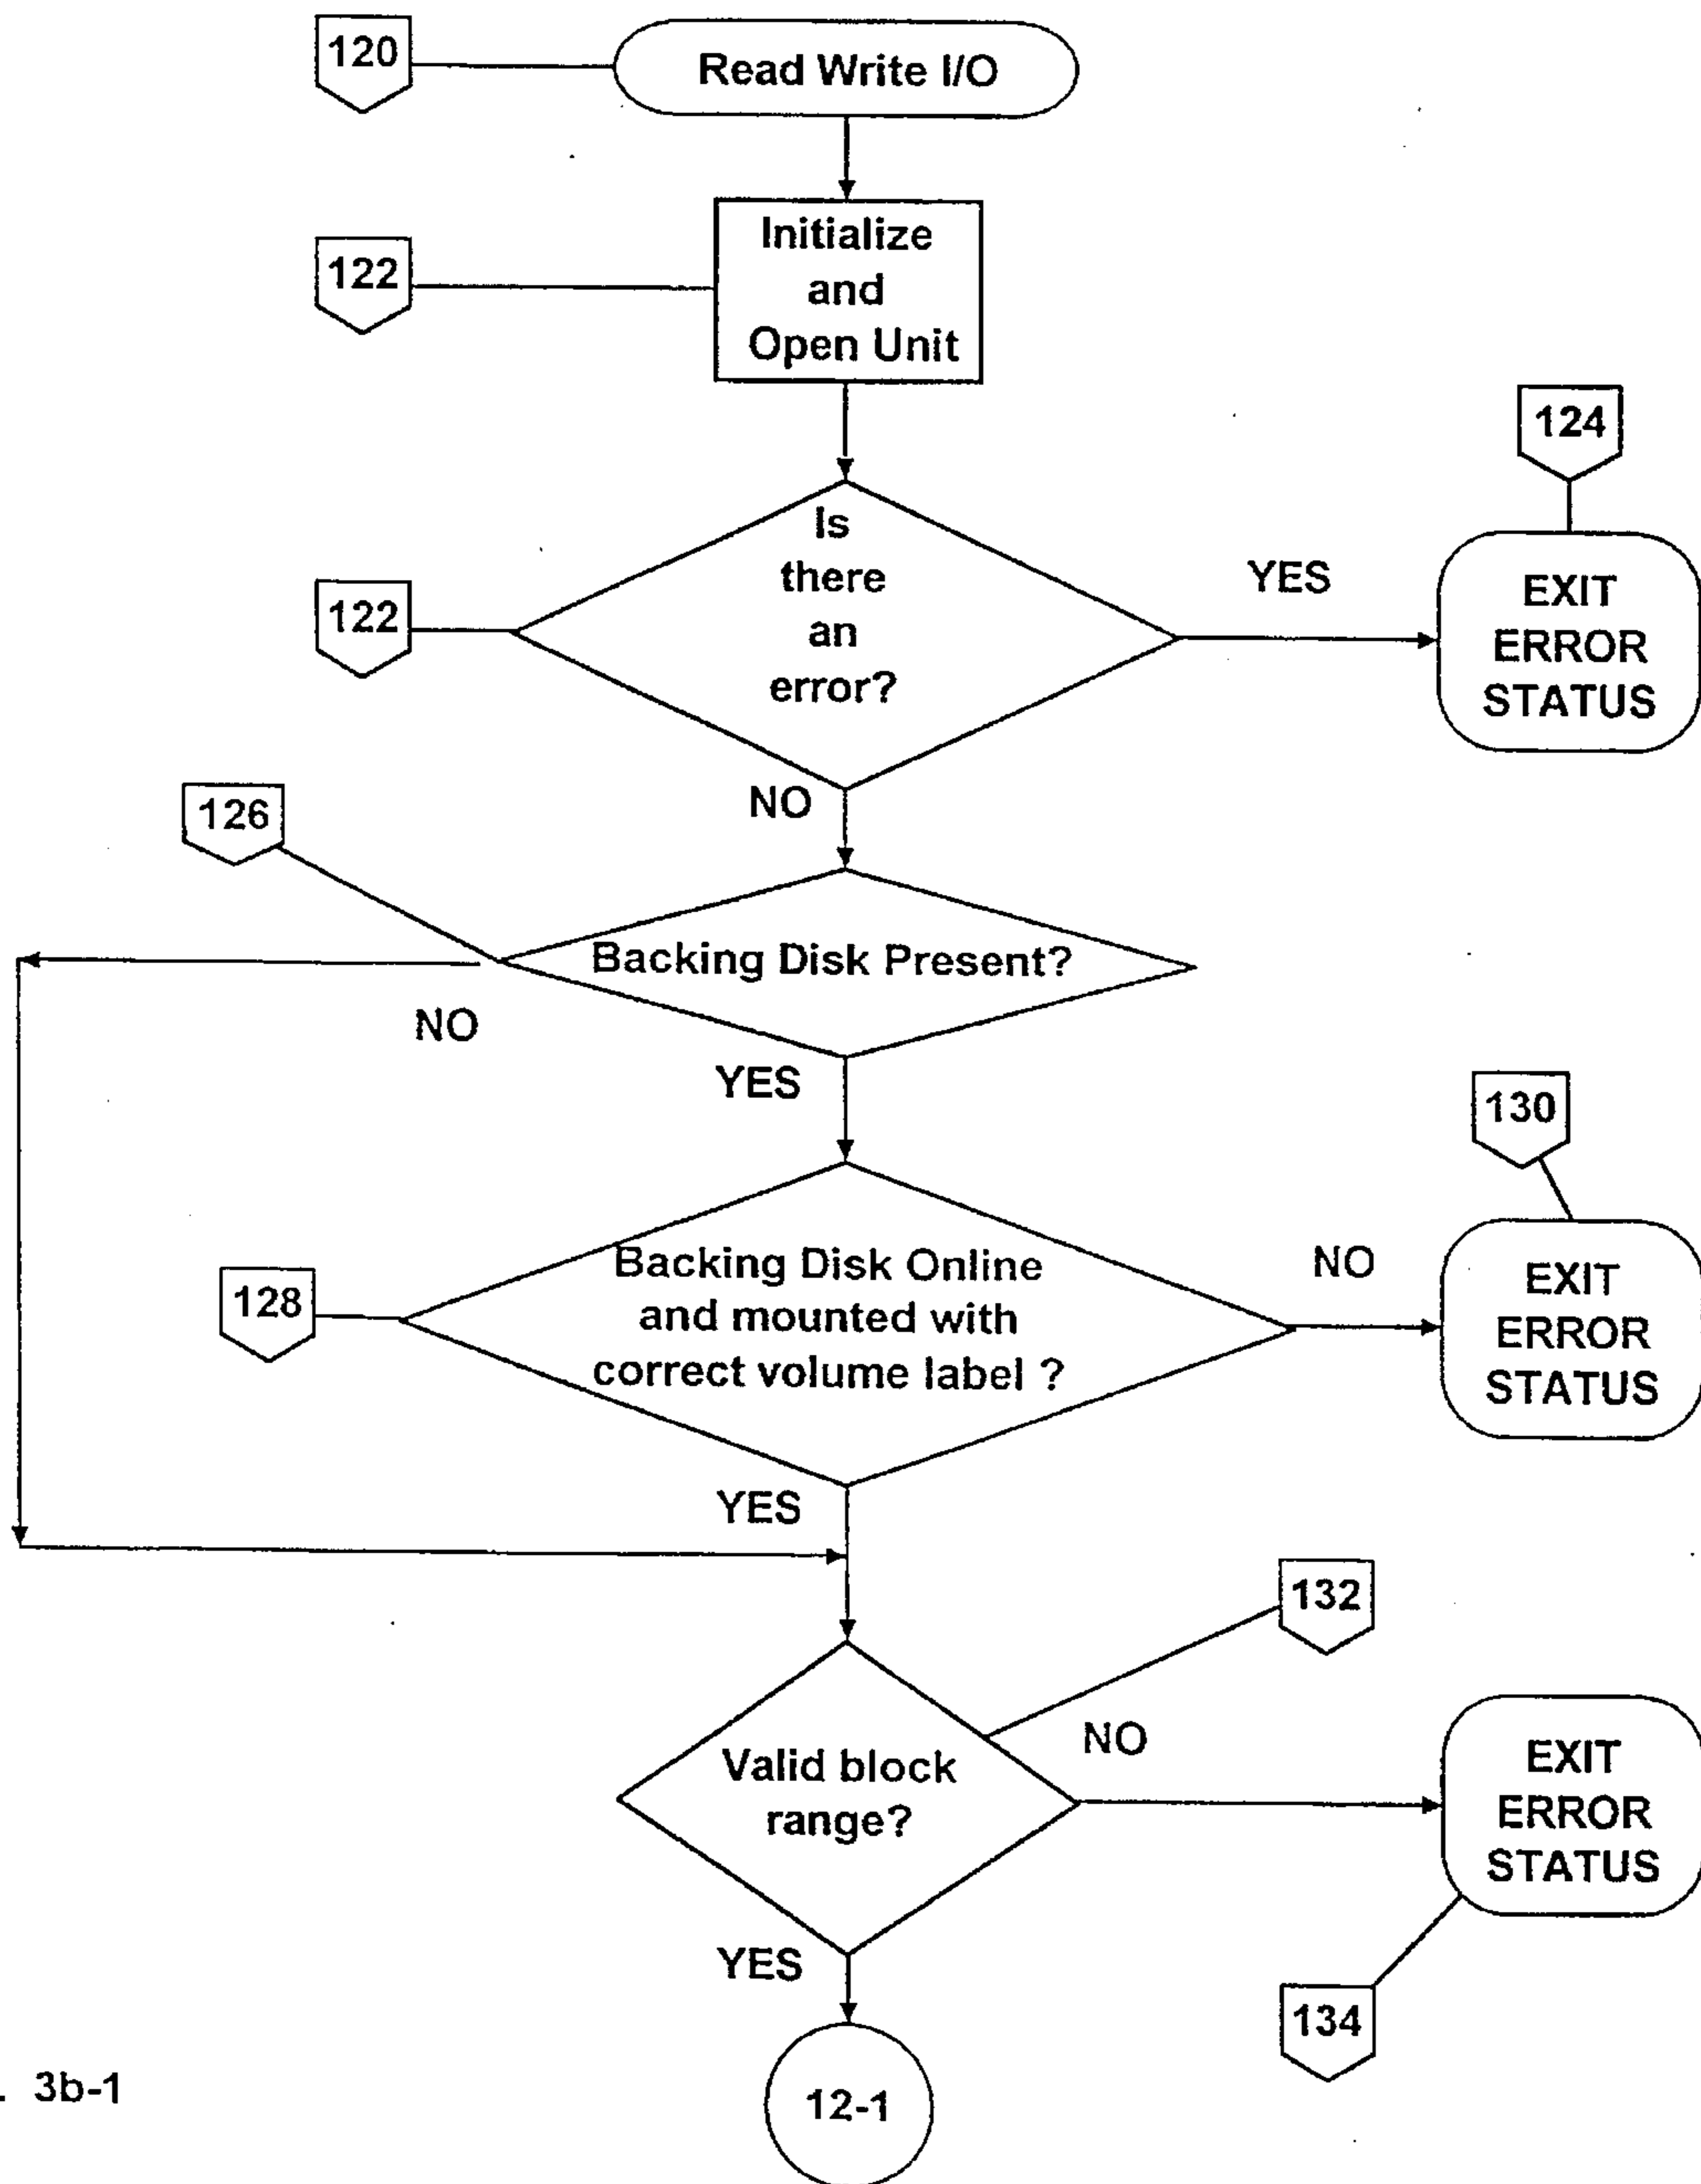 120
Read Write I/O
122
Initialize
and
Open Unit
124
122
Is
there
an
error?
YES
EXIT
ERROR
STATUS
NO
126
Backing Disk Present?
NO
YES
130
128
Backing Disk Online
and mounted with
correct volume label ?
NO
EXIT
ERROR
STATUS
YES
132
Valid block
range?
NO
EXIT
ERROR
STATUS
YES
134
12-1
. 3b-1